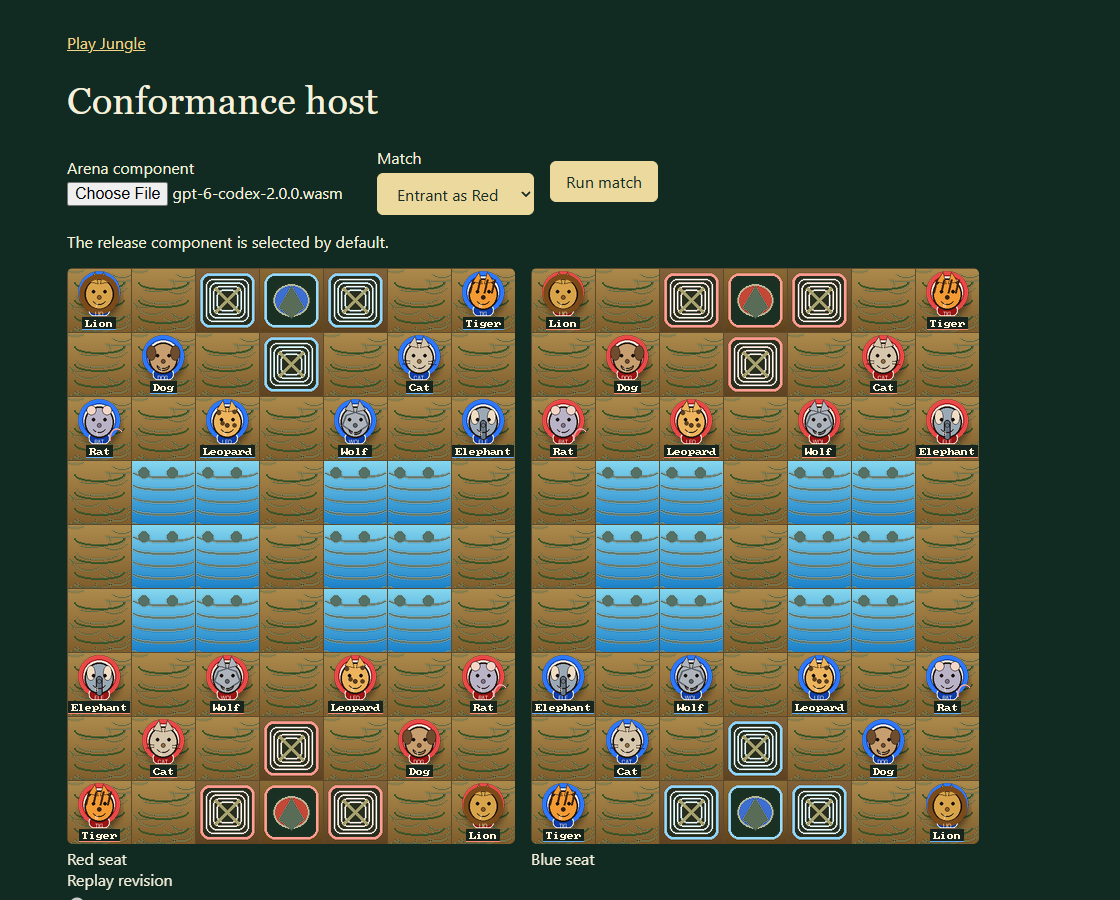 Play Jungle
Conformance host
Arena component
Choose File gpt-6-codex-2.0.0.wasm
Match
Entrant as Red
Run match
The release component is selected by default.
Lion Tiger
Dog Cat
Rat Leopard Wolf Elephant
Elephant Wolf Leopard Rat
Cat Dog
Tiger Lion
Red seat
Lion Tiger
Dog Cat
Rat Leopard Wolf Elephant
Elephant Wolf Leopard Rat
Cat Dog
Tiger Lion
Blue seat
Replay revision